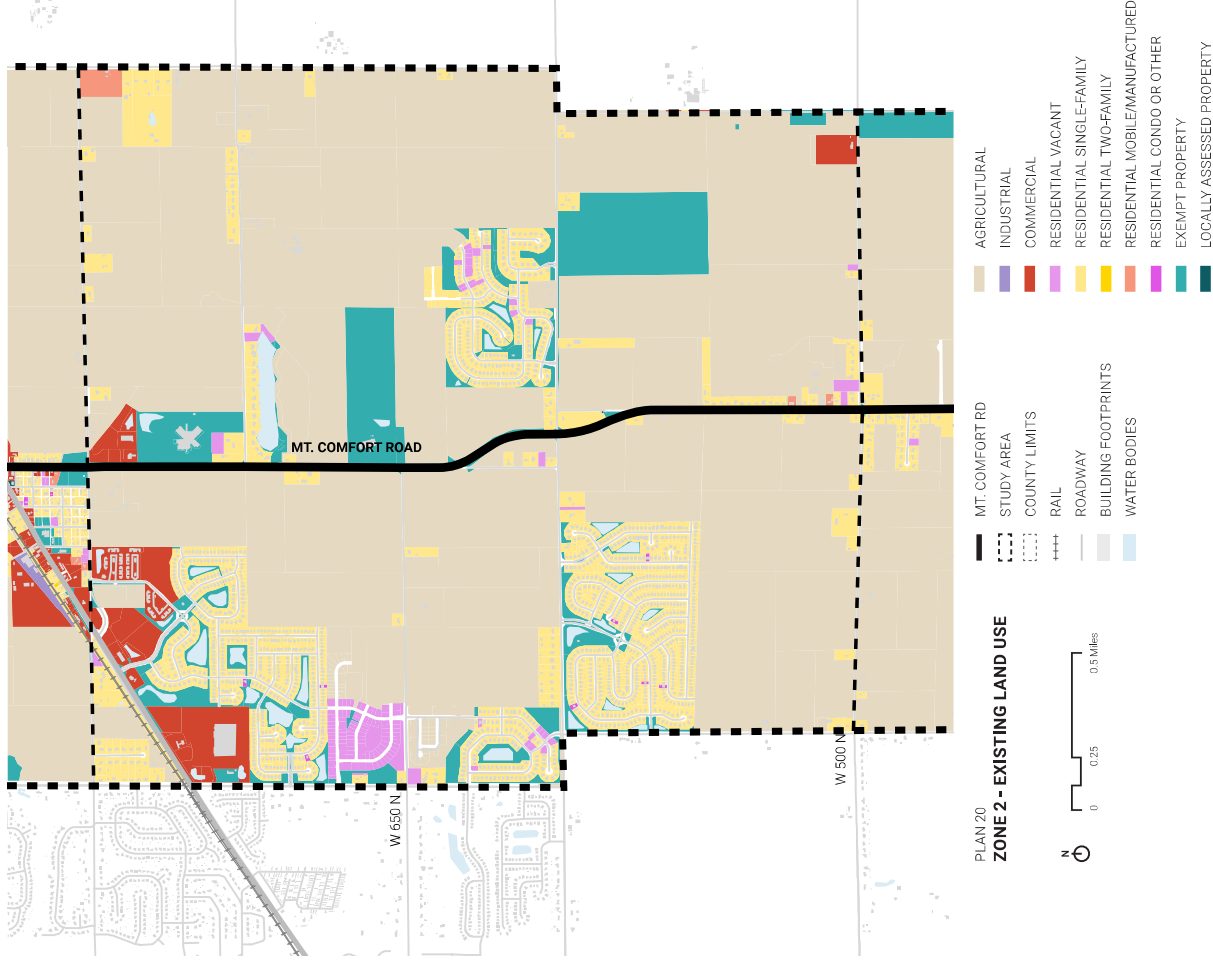 MT. COMFORT ROAD
W 650 N
W 500 N
PLAN 20
ZONE 2 - EXISTING LAND USE
N
0
0.25
0.5 Miles
MT. COMFORT RD
STUDY AREA
COUNTY LIMITS
RAIL
ROADWAY
BUILDING FOOTPRINTS
WATER BODIES
AGRICULTURAL
INDUSTRIAL
COMMERCIAL
RESIDENTIAL VACANT
RESIDENTIAL SINGLE-FAMILY
RESIDENTIAL TWO-FAMILY
RESIDENTIAL MOBILE/MANUFACTURED
RESIDENTIAL CONDO OR OTHER
EXEMPT PROPERTY
LOCALLY ASSESSED PROPERTY